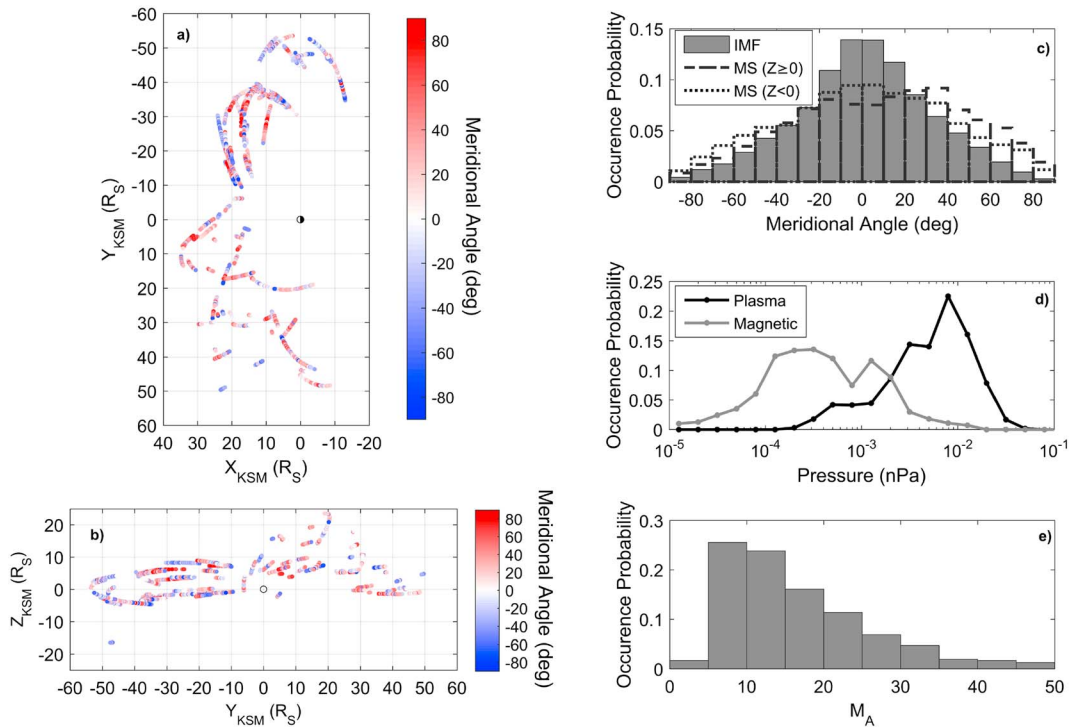 a)
-60
-50
-40
-30
-20
-10
0
10
20
30
40
50
60
40 30 20 10 0 -10 -20
Y_KSM (R_S)
X_KSM (R_S)
80
60
40
20
0
-20
-40
-60
-80
Meridional Angle (deg)
b)
20
10
0
-10
-20
-60 -50 -40 -30 -20 -10 0 10 20 30 40 50 60
Z_KSM (R_S)
Y_KSM (R_S)
80
60
40
20
0
-20
-40
-60
-80
Meridional Angle (deg)
c)
IMF
MS (Z≥0)
MS (Z<0)
0.15
0.1
0.05
0
-80 -60 -40 -20 0 20 40 60 80
Occurence Probability
Meridional Angle (deg)
d)
Plasma
Magnetic
0.25
0.2
0.15
0.1
0.05
0
10^-5 10^-4 10^-3 10^-2 10^-1
Occurence Probability
Pressure (nPa)
e)
0.3
0.2
0.1
0
0 10 20 30 40 50
Occurence Probability
M_A